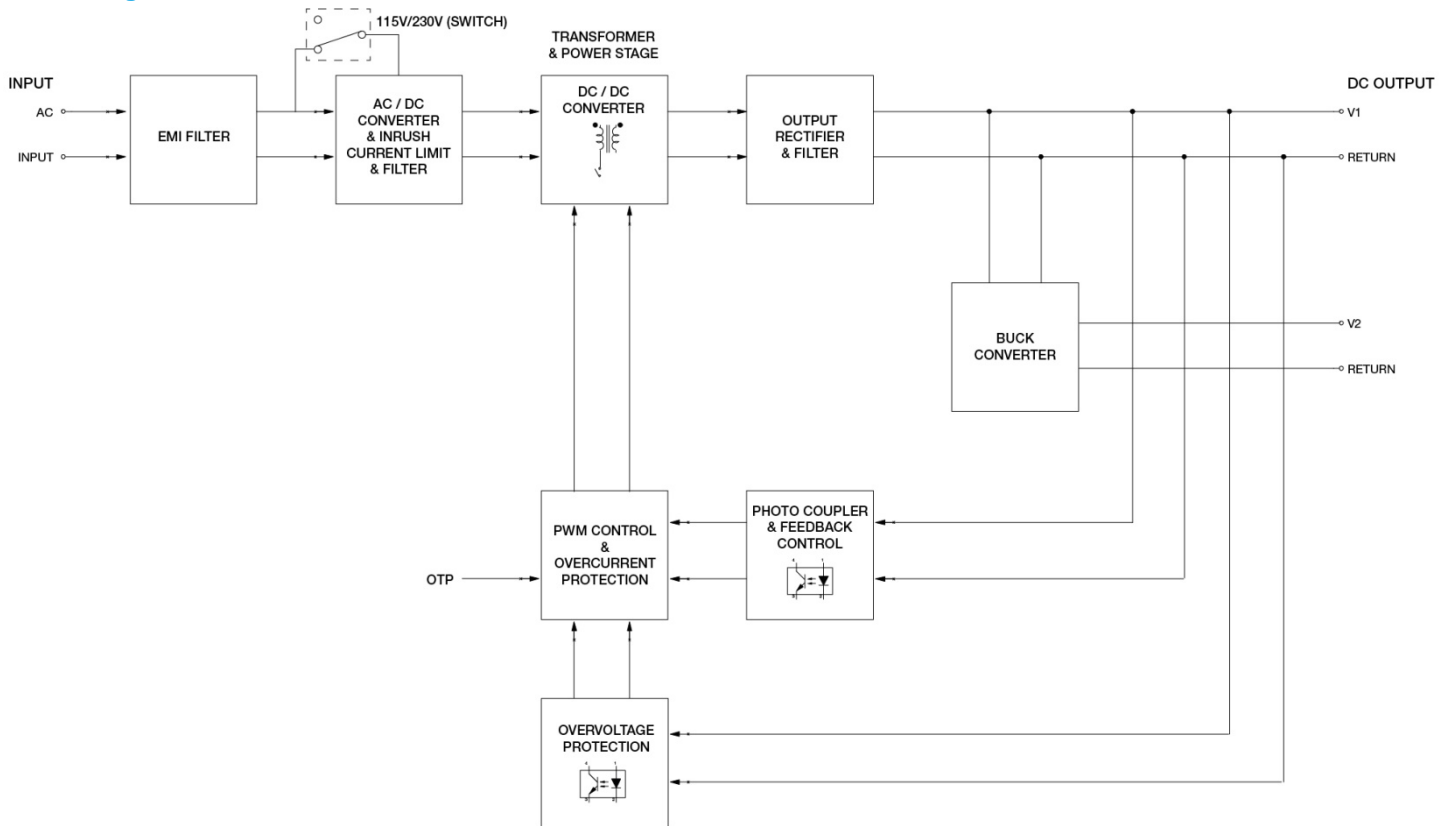 115V/230V (SWITCH)
TRANSFORMER
& POWER STAGE
INPUT
DC OUTPUT
AC
INPUT
EMI FILTER
AC / DC
CONVERTER
& INRUSH
CURRENT LIMIT
& FILTER
DC / DC
CONVERTER
OUTPUT
RECTIFIER
& FILTER
V1
RETURN
BUCK
CONVERTER
V2
RETURN
PWM CONTROL
&
OVERCURRENT
PROTECTION
PHOTO COUPLER
& FEEDBACK
CONTROL
OTP
OVERVOLTAGE
PROTECTION